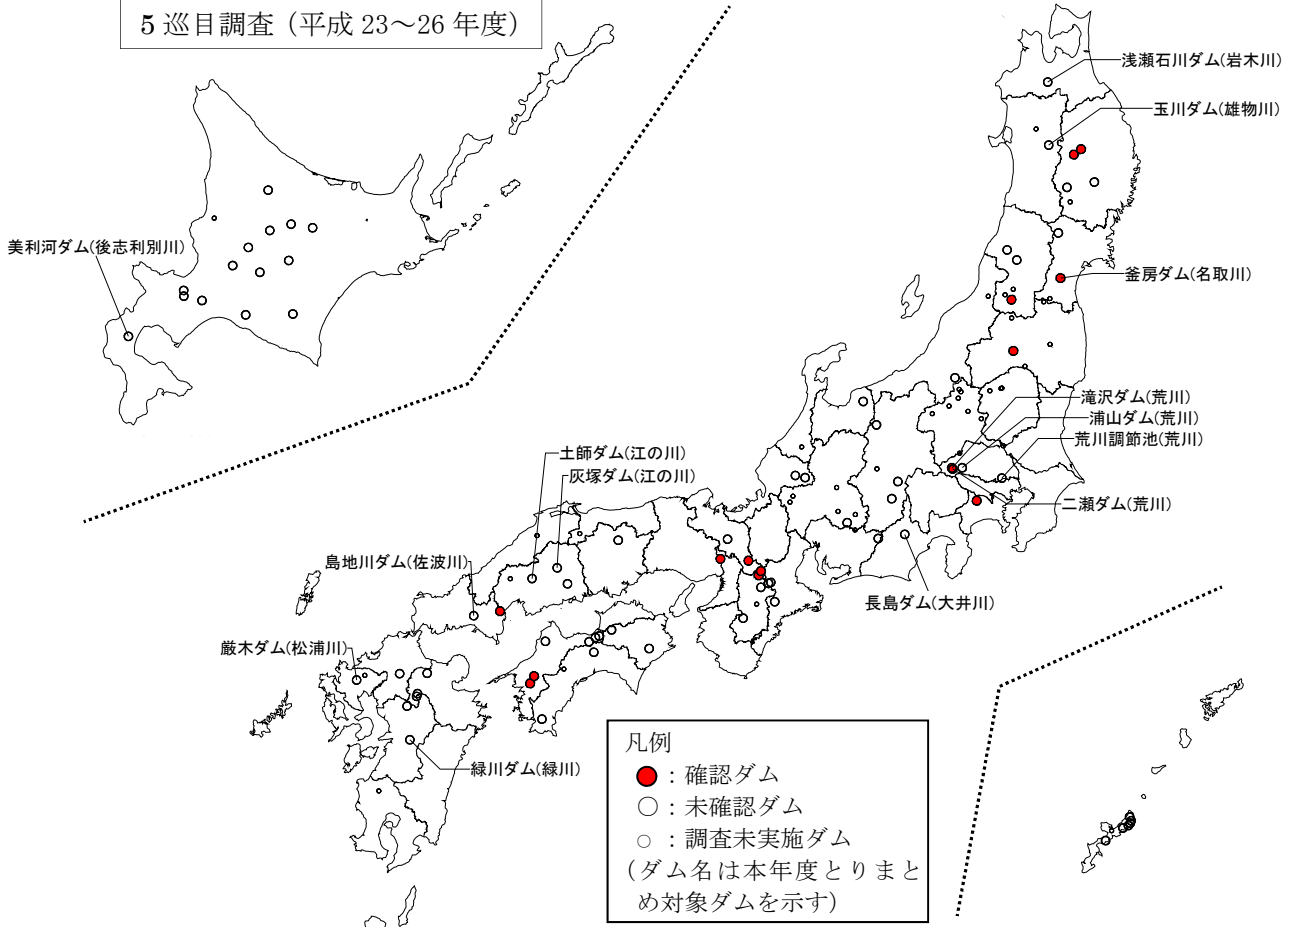 5 巡目調査（平成 23～26 年度）
浅瀬石川ダム(岩木川)
玉川ダム(雄物川)
美利河ダム(後志利別川)
釜房ダム(名取川)
滝沢ダム(荒川)
浦山ダム(荒川)
荒川調節池(荒川)
土師ダム(江の川)
灰塚ダム(江の川)
二瀬ダム(荒川)
島地川ダム(佐波川)
長島ダム(大井川)
厳木ダム(松浦川)
緑川ダム(緑川)
凡例
：確認ダム
：未確認ダム
：調査未実施ダム
（ダム名は本年度とりまと
め対象ダムを示す）